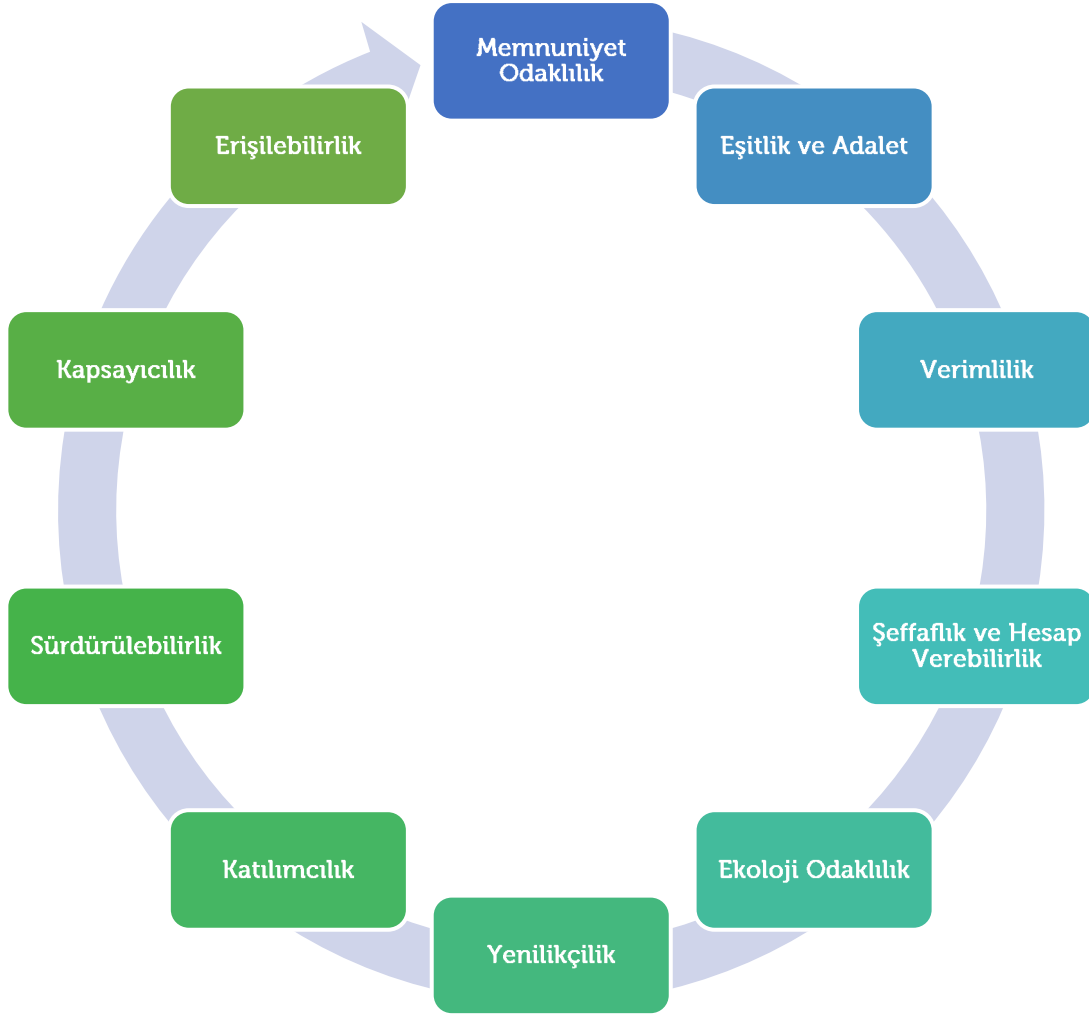 Memnuniyet
Odaklılık
Eşitlik ve Adalet
Verimlilik
Şeffaflık ve Hesap
Verebilirlik
Ekoloji Odaklılık
Yenilikçilik
Katılımcılık
Sürdürülebilirlik
Kapsayıcılık
Erişilebilirlik